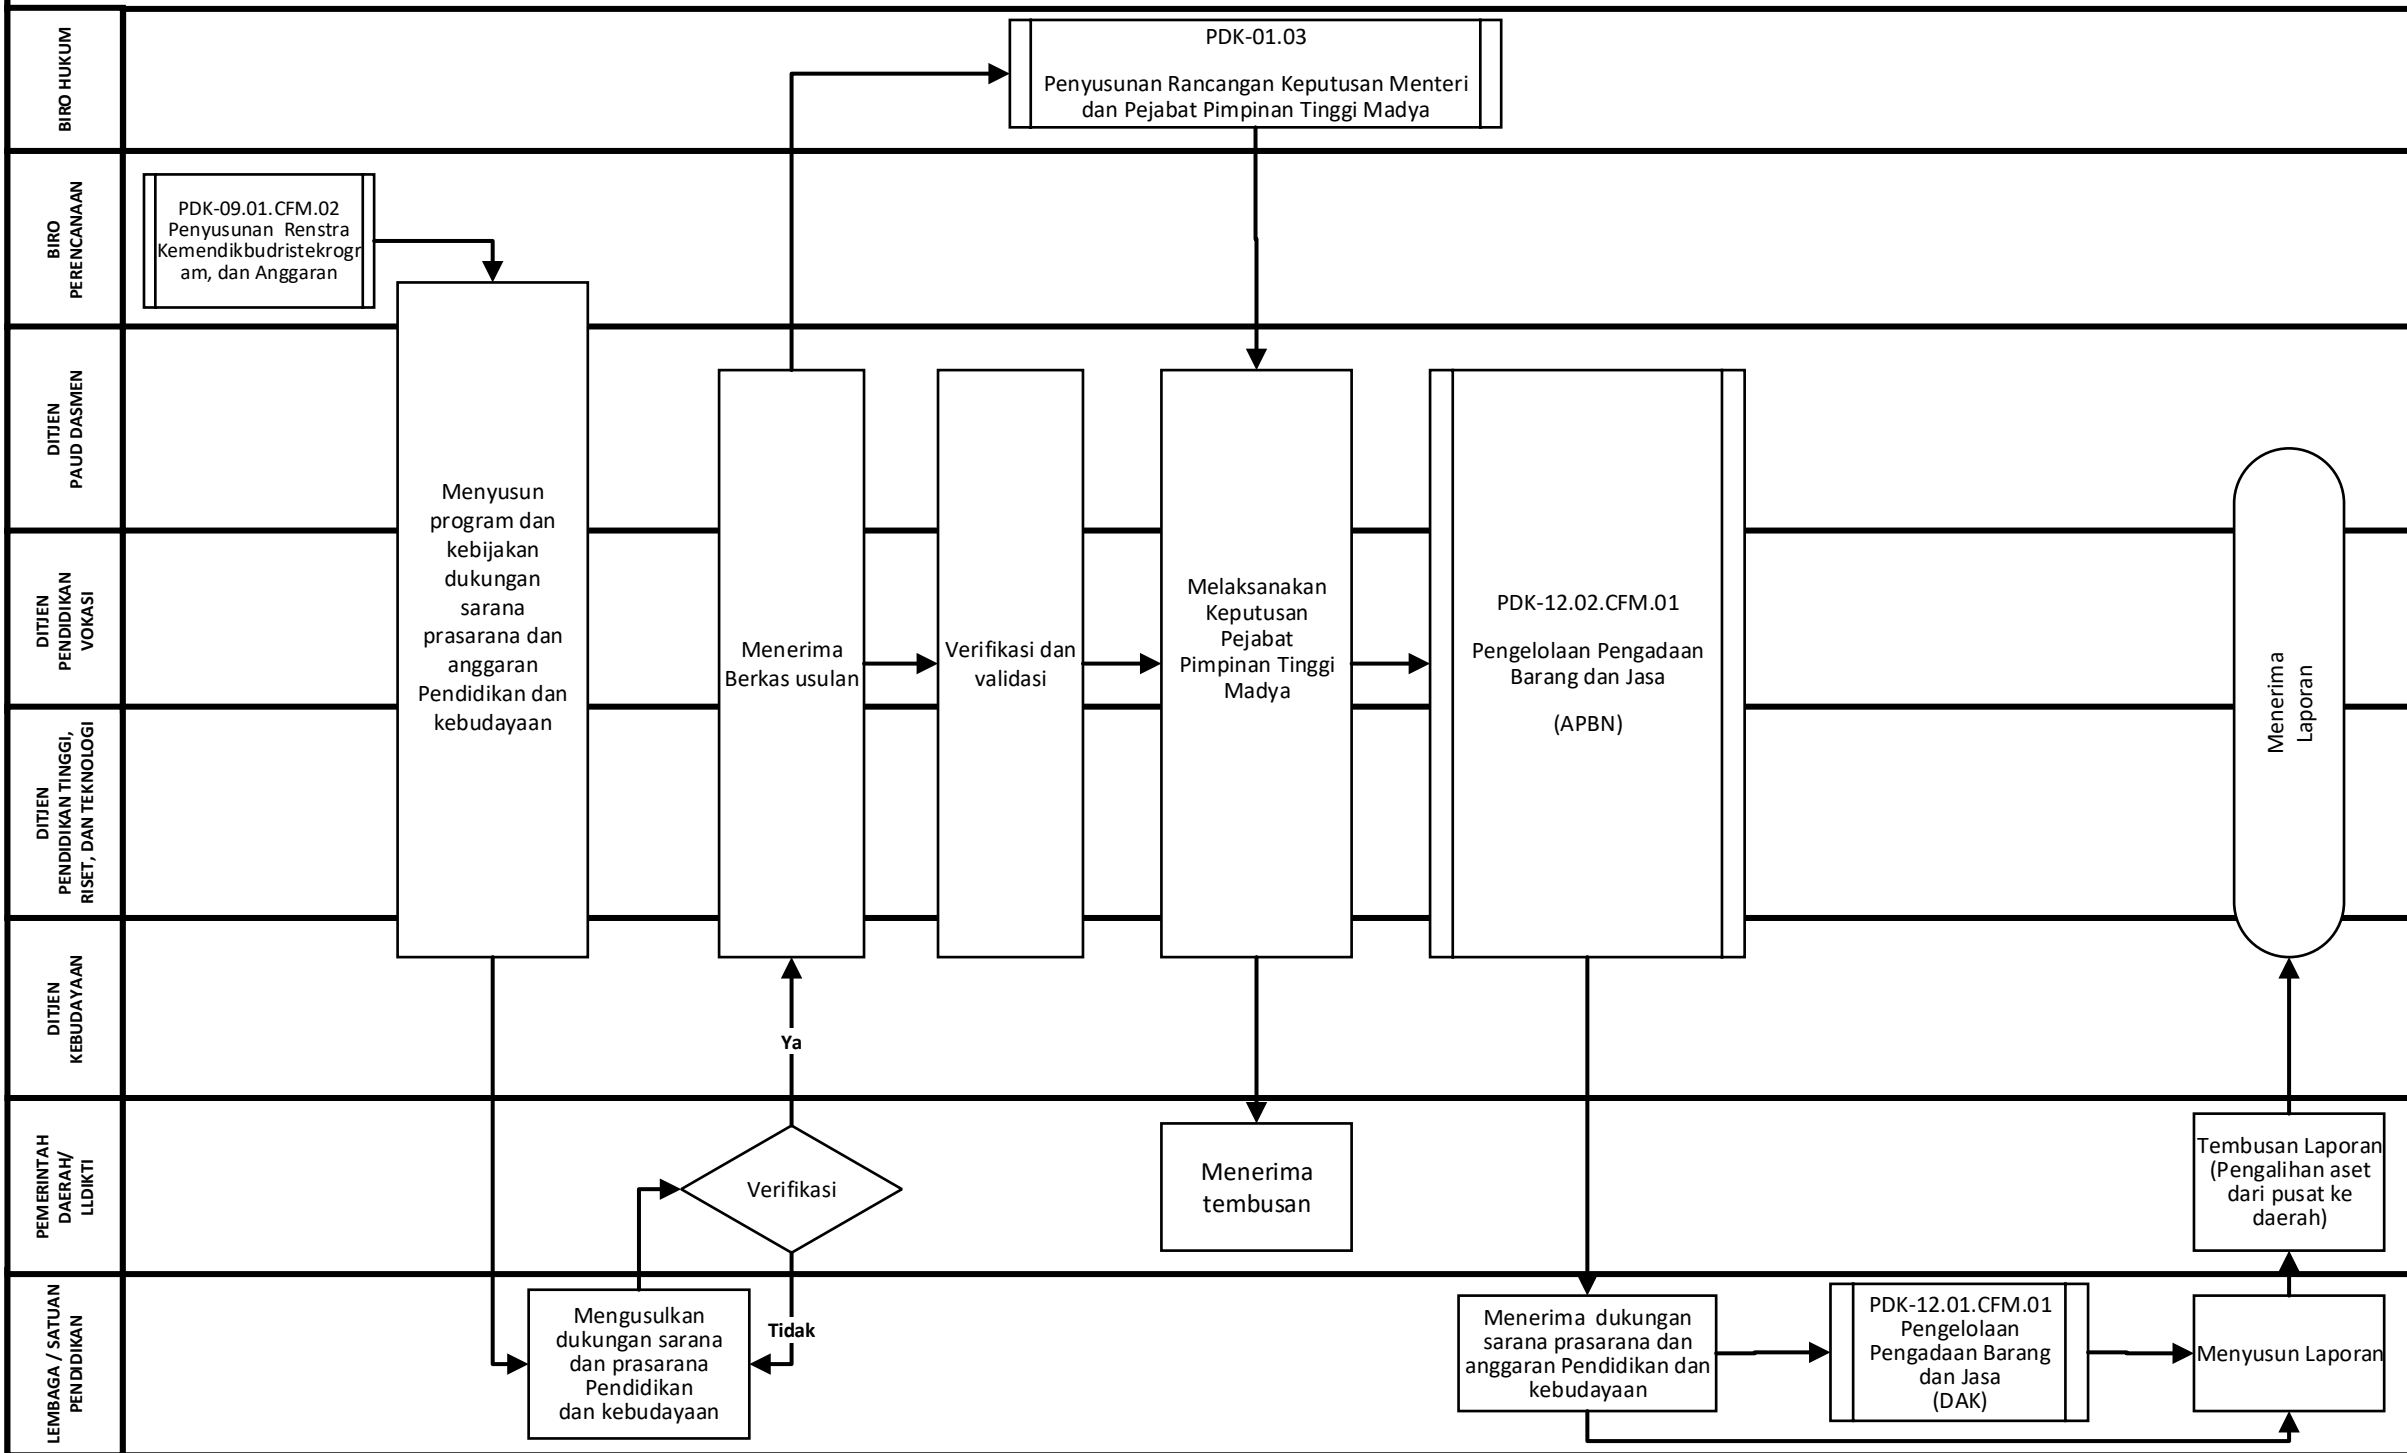 BIRO HUKUM
PDK-01.03
Penyusunan Rancangan Keputusan Menteri
dan Pejabat Pimpinan Tinggi Madya
BIRO
PERENCANAAN
PDK-09.01.CFM.02
Penyusunan Renstra
Kemendikbudristekrogr
am, dan Anggaran
DITJEN
PAUD DASMEN
DITJEN
PENDIDIKAN
VOKASI
DITJEN
PENDIDIKAN TINGGI,
RISET, DAN TEKNOLOGI
DITJEN
KEBUDAYAAN
Menyusun
program dan
kebijakan
dukungan
sarana
prasarana dan
anggaran
Pendidikan dan
kebudayaan
Menerima
Berkas usulan
Verifikasi dan
validasi
Melaksanakan
Keputusan
Pejabat
Pimpinan Tinggi
Madya
PDK-12.02.CFM.01
Pengelolaan Pengadaan
Barang dan Jasa
(APBN)
Menerima
Laporan
Ya
PEMERINTAH
DAERAH/
LLDIKTI
Verifikasi
Menerima
tembusan
Tembusan Laporan
(Pengalihan aset
dari pusat ke
daerah)
LEMBAGA / SATUAN
PENDIDIKAN
Mengusulkan
dukungan sarana
dan prasarana
Pendidikan
dan kebudayaan
Tidak
Menerima dukungan
sarana prasarana dan
anggaran Pendidikan dan
kebudayaan
PDK-12.01.CFM.01
Pengelolaan
Pengadaan Barang
dan Jasa
(DAK)
Menyusun Laporan